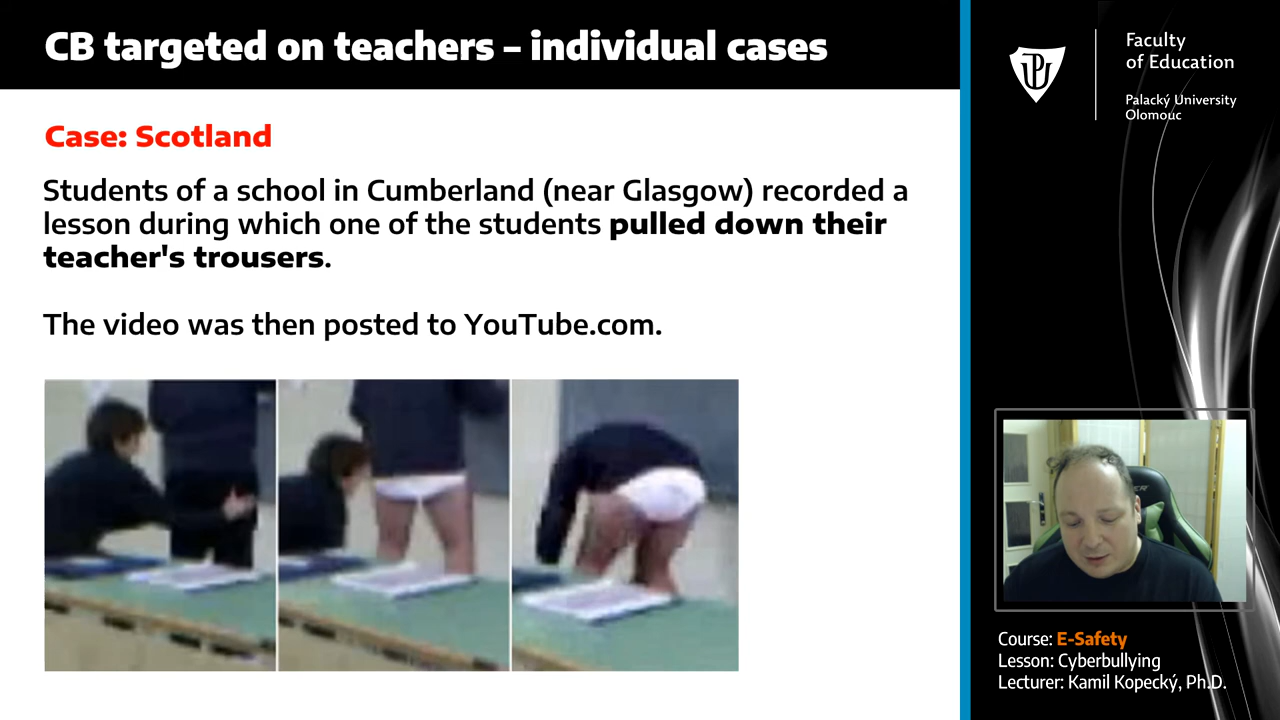 CB targeted on teachers – individual cases
Case: Scotland
Students of a school in Cumberland (near Glasgow) recorded a
lesson during which one of the students pulled down their
teacher's trousers.
The video was then posted to YouTube.com.
Faculty
of Education
Palacký University
Olomouc
Course: E-Safety
Lesson: Cyberbullying
Lecturer: Kamil Kopecký, Ph.D.